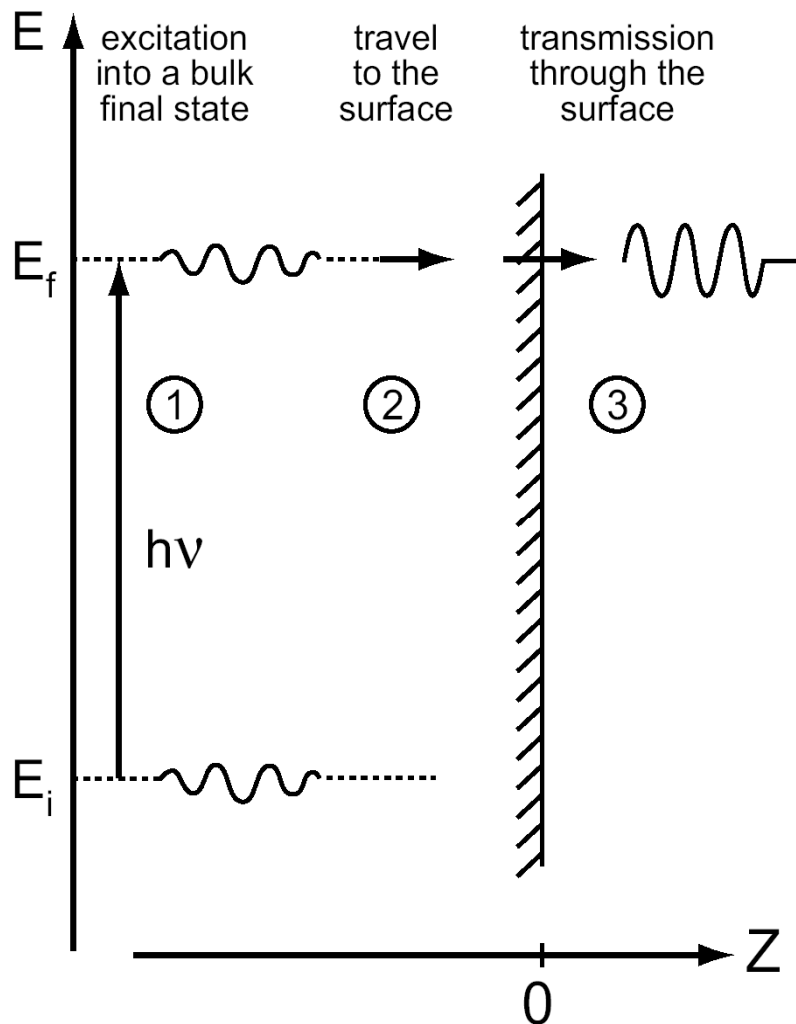 E
excitation
into a bulk
final state
travel
to the
surface
transmission
through the
surface
E_f
1
2
3
hν
E_i
Z
0